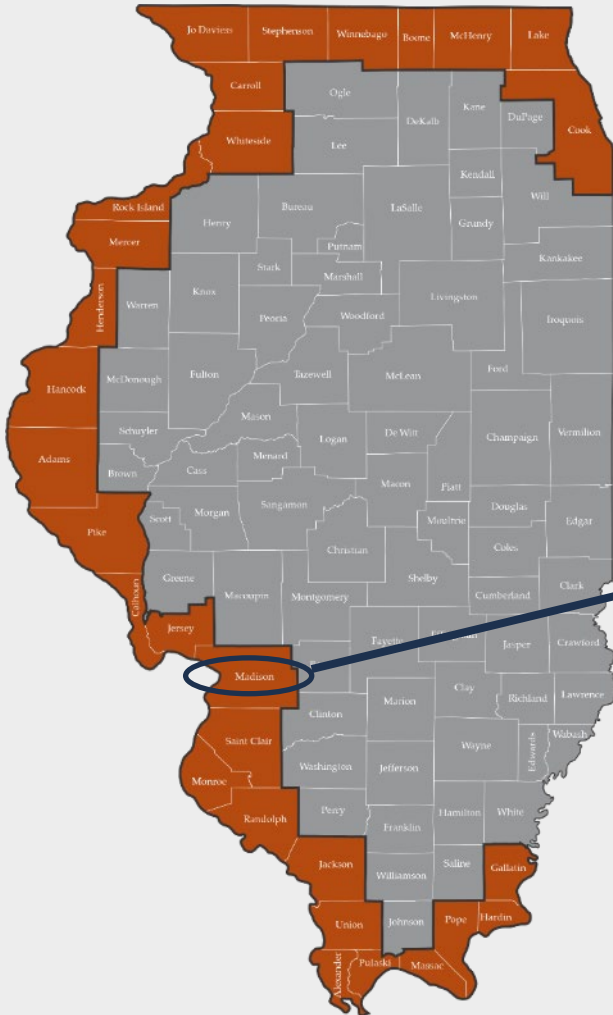 Jo Daviess
Stephenson
Winnebago
Boone
McHenry
Lake
Carroll
Ogle
DeKalb
Kane
DuPage
Cook
Whiteside
Lee
Kendall
Will
Rock Island
Henry
Bureau
LaSalle
Grundy
Mercer
Putnam
Kankakee
Stark
Marshall
Henderson
Warren
Knox
Peoria
Woodford
Livingston
Iroquois
Hancock
McDonough
Fulton
Tazewell
McLean
Ford
Mason
Schuyler
Logan
De Witt
Champaign
Vermilion
Adams
Brown
Cass
Menard
Macon
Piatt
Pike
Scott
Morgan
Sangamon
Christian
Moultrie
Douglas
Edgar
Coles
Greene
Macoupin
Montgomery
Shelby
Cumberland
Clark
Calhoun
Jersey
Fayette
Jasper
Crawford
Madison
Clay
Richland
Lawrence
Clinton
Marion
Saint Clair
Wayne
Edwards
Wabash
Washington
Jefferson
Monroe
Randolph
Perry
Franklin
Hamilton
White
Jackson
Williamson
Saline
Gallatin
Union
Johnson
Pope
Hardin
Alexander
Pulaski